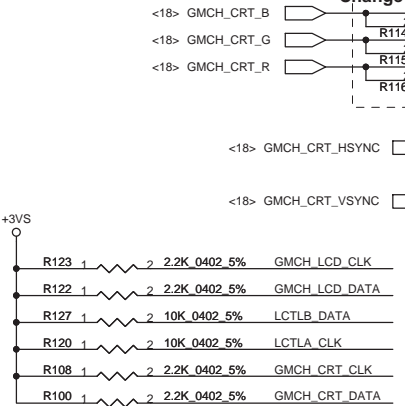 Change
<18> GMCH_CRT_B
R114
<18> GMCH_CRT_G
R115
<18> GMCH_CRT_R
R116
<18> GMCH_CRT_HSYNC
<18> GMCH_CRT_VSYNC
+3VS
R123 1 2 2.2K_0402_5% GMCH_LCD_CLK
R122 1 2 2.2K_0402_5% GMCH_LCD_DATA
R127 1 2 10K_0402_5% LCTLB_DATA
R120 1 2 10K_0402_5% LCTLA_CLK
R108 1 2 2.2K_0402_5% GMCH_CRT_CLK
R100 1 2 2.2K_0402_5% GMCH_CRT_DATA